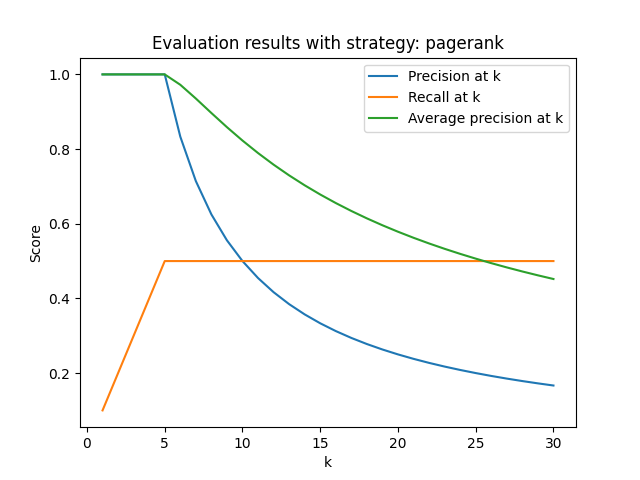 Evaluation results with strategy: pagerank
Precision at k
Recall at k
Average precision at k
Score
1.0
0.8
0.6
0.4
0.2
0 5 10 15 20 25 30
k